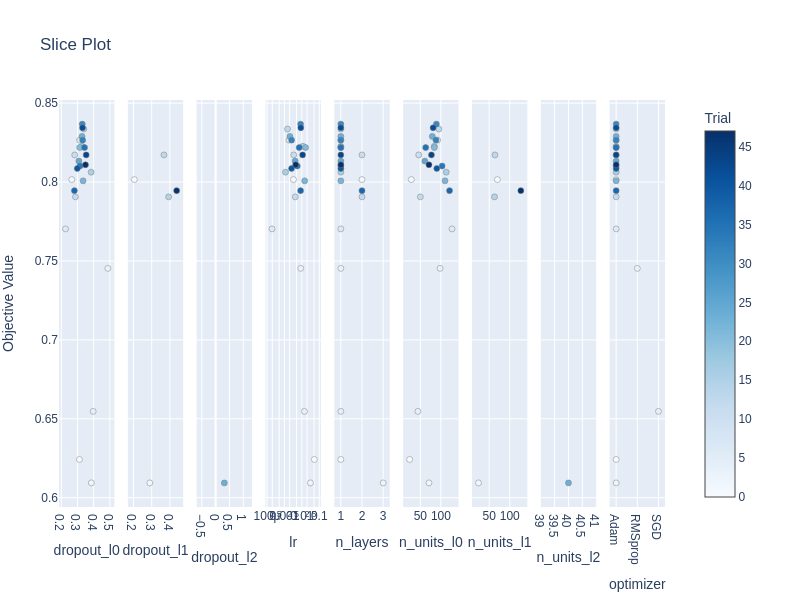 Slice Plot
Trial
Objective Value
0.85
0.8
0.75
0.7
0.65
0.6
45
40
35
30
25
20
15
10
5
0
0.2
0.3
0.4
0.5
dropout_l0
0.2
0.3
0.4
dropout_l1
−0.5
0
0.5
1
dropout_l2
0.1
lr
1
2
3
n_layers
50
100
n_units_l0
50
100
n_units_l1
39
39.5
40
40.5
41
n_units_l2
Adam
RMSprop
SGD
optimizer